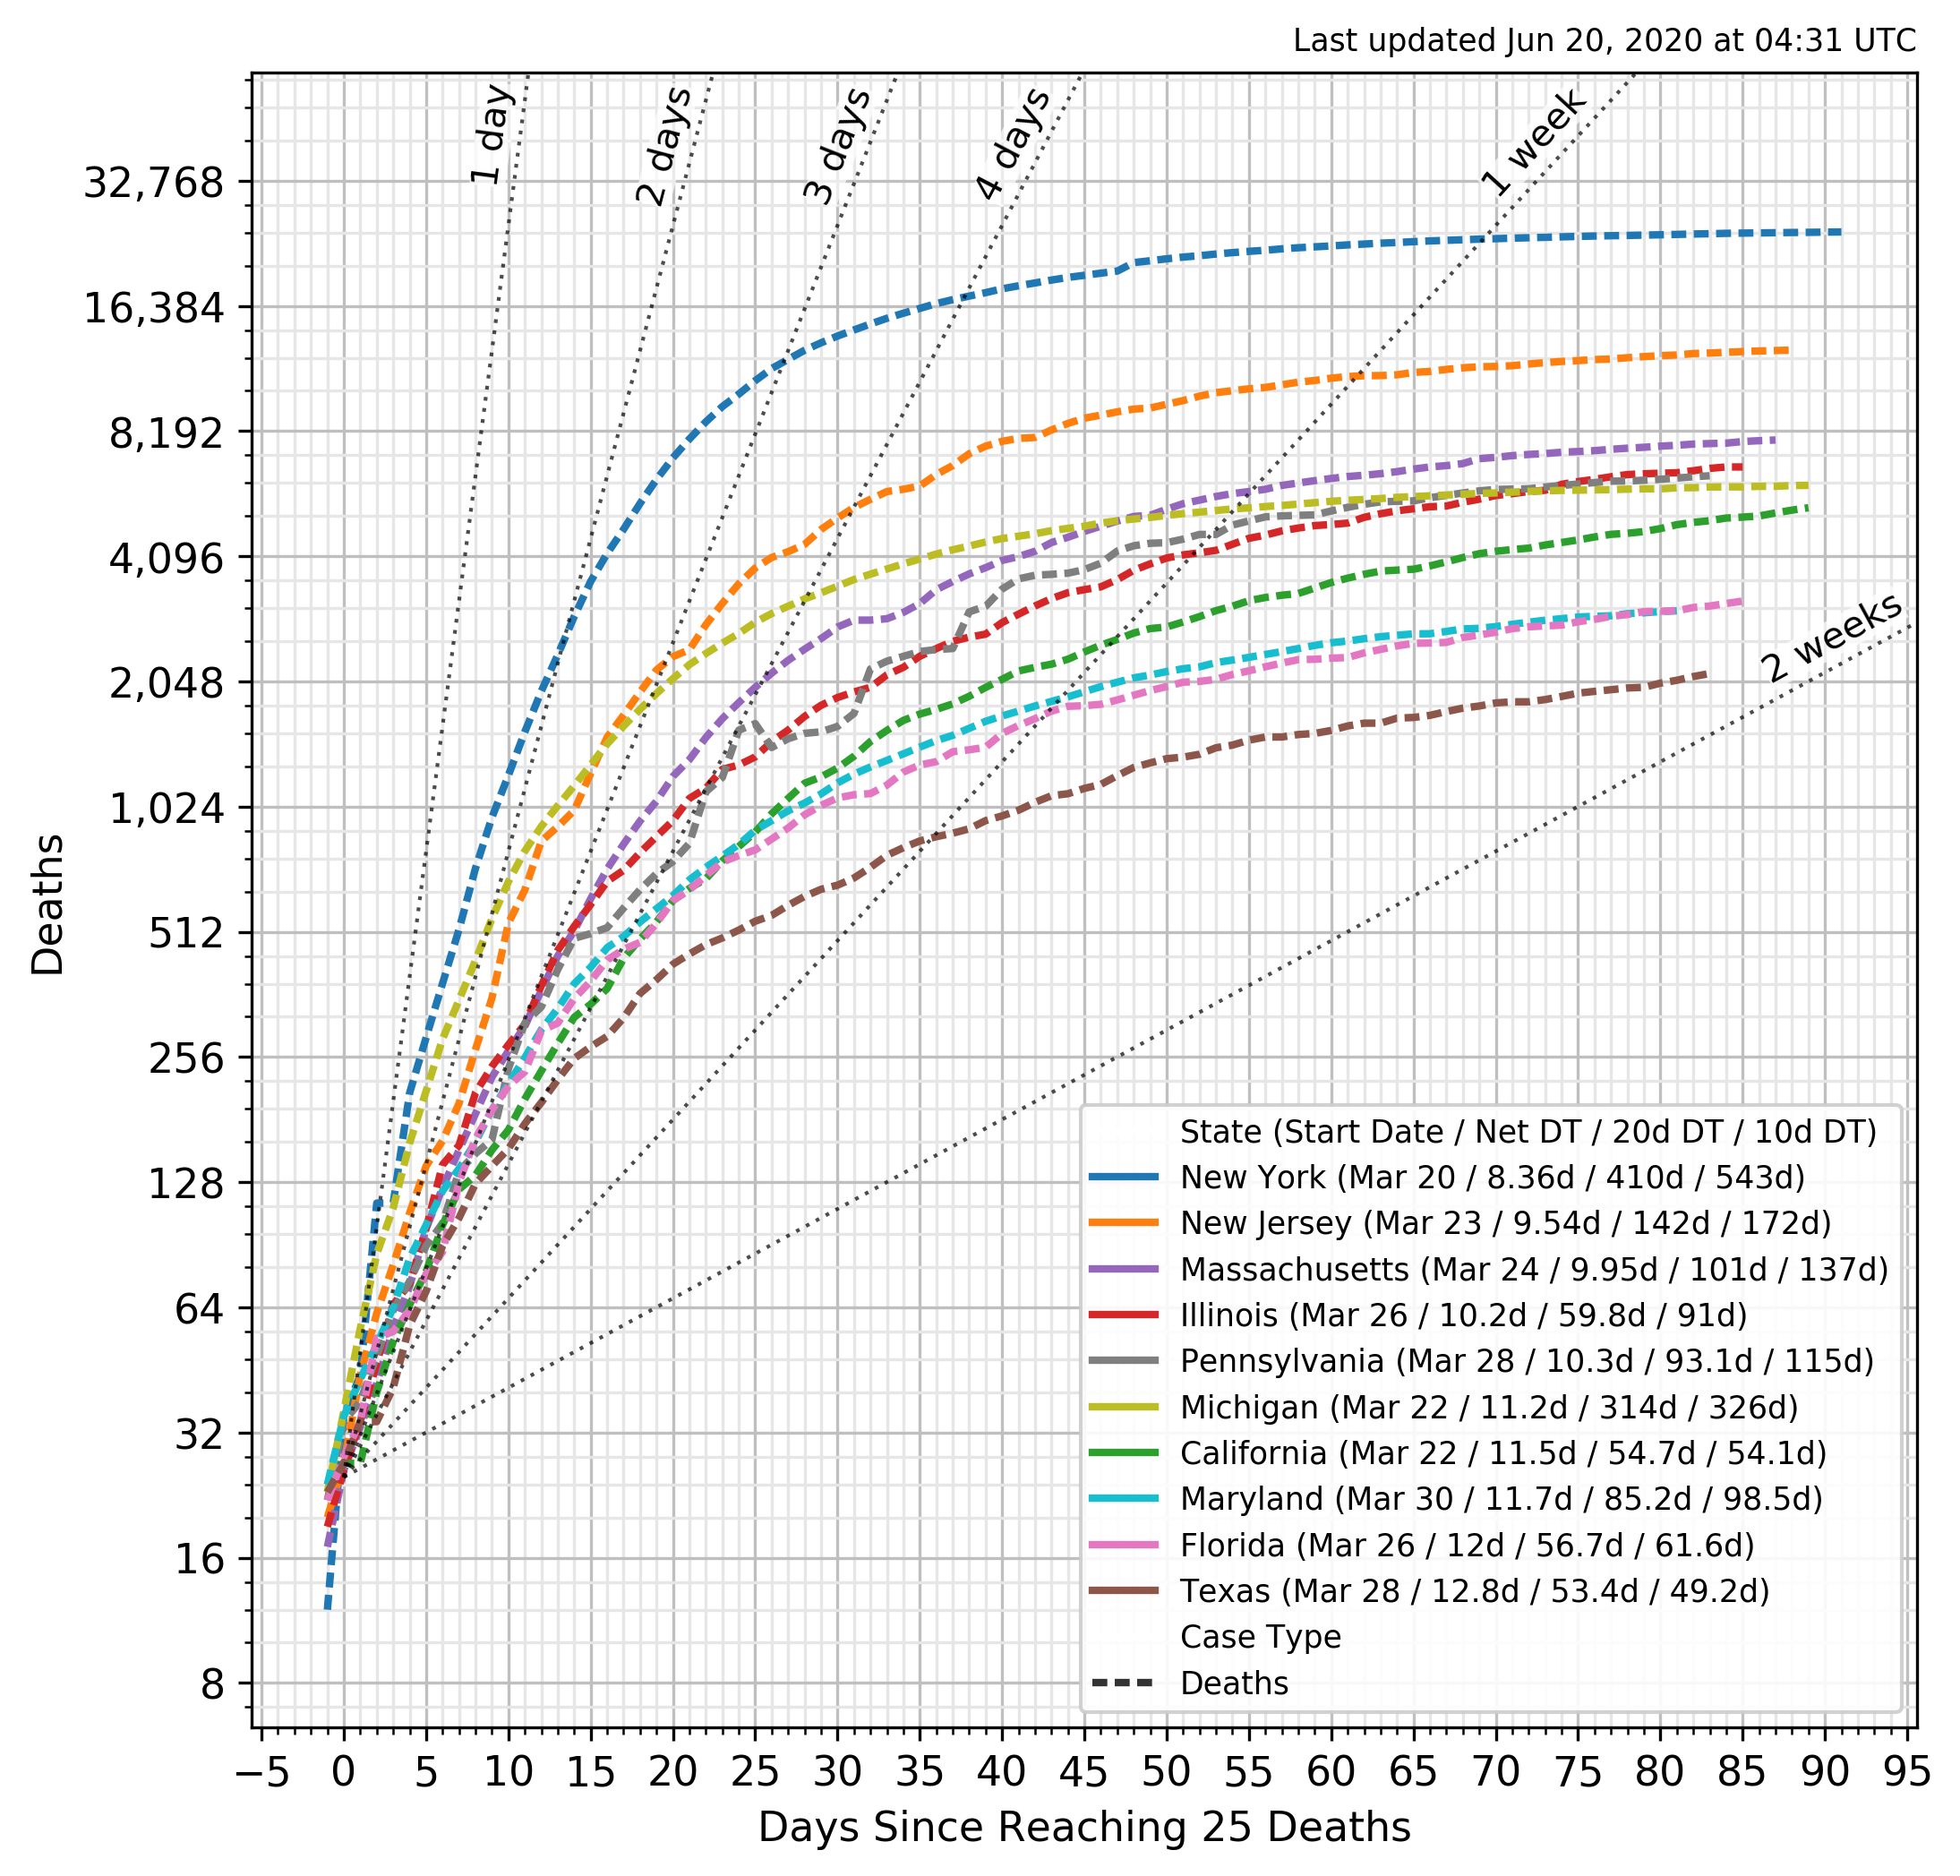 Last updated Jun 20, 2020 at 04:31 UTC
1 day
2 days
3 days
4 days
1 week
2 weeks
32,768
16,384
8,192
4,096
2,048
1,024
512
256
128
64
32
16
8
Deaths
State (Start Date / Net DT / 20d DT / 10d DT)
New York (Mar 20 / 8.36d / 410d / 543d)
New Jersey (Mar 23 / 9.54d / 142d / 172d)
Massachusetts (Mar 24 / 9.95d / 101d / 137d)
Illinois (Mar 26 / 10.2d / 59.8d / 91d)
Pennsylvania (Mar 28 / 10.3d / 93.1d / 115d)
Michigan (Mar 22 / 11.2d / 314d / 326d)
California (Mar 22 / 11.5d / 54.7d / 54.1d)
Maryland (Mar 30 / 11.7d / 85.2d / 98.5d)
Florida (Mar 26 / 12d / 56.7d / 61.6d)
Texas (Mar 28 / 12.8d / 53.4d / 49.2d)
Case Type
Deaths
−5 0 5 10 15 20 25 30 35 40 45 50 55 60 65 70 75 80 85 90 95
Days Since Reaching 25 Deaths